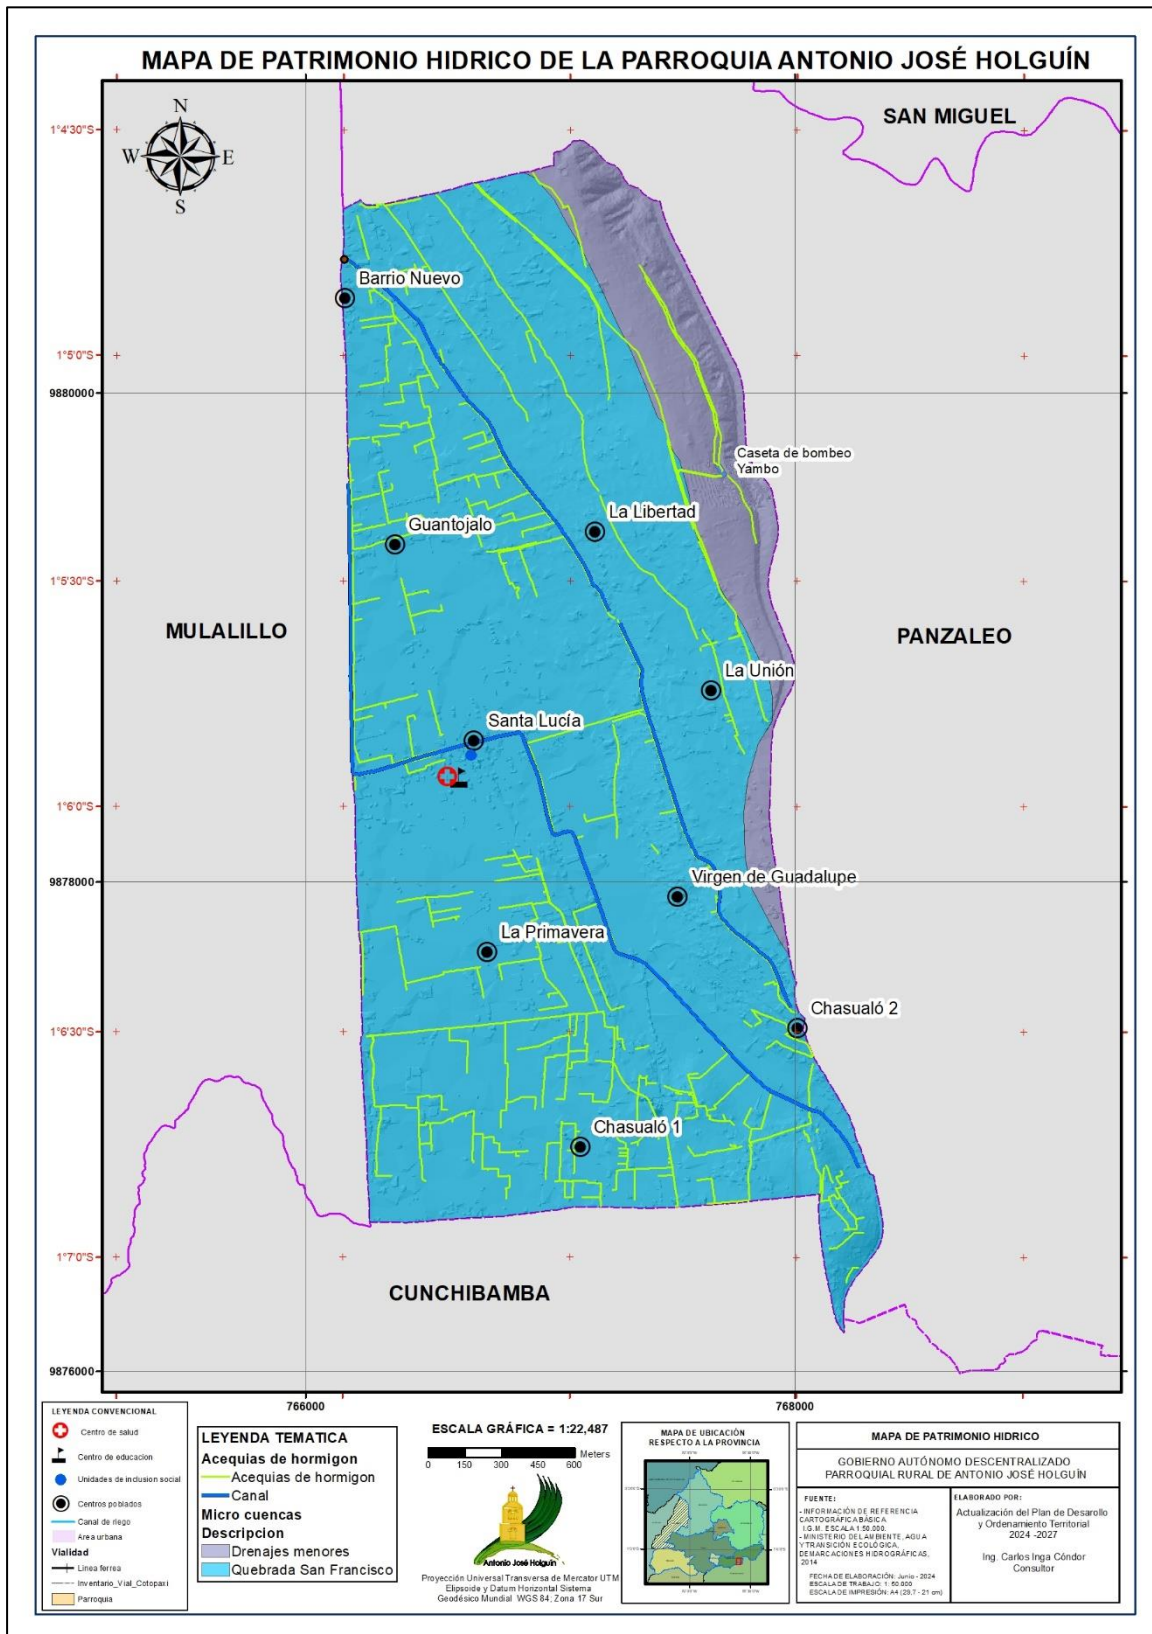 MAPA DE PATRIMONIO HIDRICO DE LA PARROQUIA ANTONIO JOSÉ HOLGUÍN
SAN MIGUEL
N
W E
S
1°4'30"S
Barrio Nuevo
1°5'0"S
9880000
Caseta de bombeo
Yambo
La Libertad
Guantojalo
1°5'30"S
MULALILLO
PANZALEO
La Unión
Santa Lucía
1°6'0"S
9878000
Virgen de Guadalupe
La Primavera
Chasualó 2
1°6'30"S
Chasualó 1
1°7'0"S
CUNCHIBAMBA
9876000
766000
768000
LEYENDA CONVENCIONAL
Centro de salud
Centro de educacion
Unidades de inclusion social
Centros poblados
Canal de riego
Area urbana
Vialidad
Linea ferrea
Inventario_Vial_Cotopaxi
Parroquia
LEYENDA TEMATICA
Acequias de hormigon
Acequias de hormigon
Canal
Micro cuencas
Descripcion
Drenajes menores
Quebrada San Francisco
ESCALA GRÁFICA = 1:22,487
Meters
0 150 300 450 600
Antonio José Holguín
Proyección Universal Transversa de Mercator UTM
Elipsoide y Datum Horizontal Sistema
Geodésico Mundial WGS 84; Zona 17 Sur
MAPA DE UBICACIÓN
RESPECTO A LA PROVINCIA
MAPA DE PATRIMONIO HIDRICO
GOBIERNO AUTÓNOMO DESCENTRALIZADO
PARROQUIAL RURAL DE ANTONIO JOSÉ HOLGUÍN
FUENTE:
- INFORMACIÓN DE REFERENCIA
CARTOGRÁFICA BÁSICA
I.G.M. ESCALA 1:50.000.
- MINISTERIO DEL AMBIENTE, AGUA
Y TRANSICIÓN ECOLÓGICA,
DEMARCACIONES HIDROGRÁFICAS,
2014
FECHA DE ELABORACIÓN: Junio - 2024
ESCALA DE TRABAJO: 1: 50.000
ESCALA DE IMPRESIÓN: A4 (29,7 - 21 cm)
ELABORADO POR:
Actualización del Plan de Desarollo
y Ordenamiento Territorial
2024 -2027
Ing. Carlos Inga Cóndor
Consultor